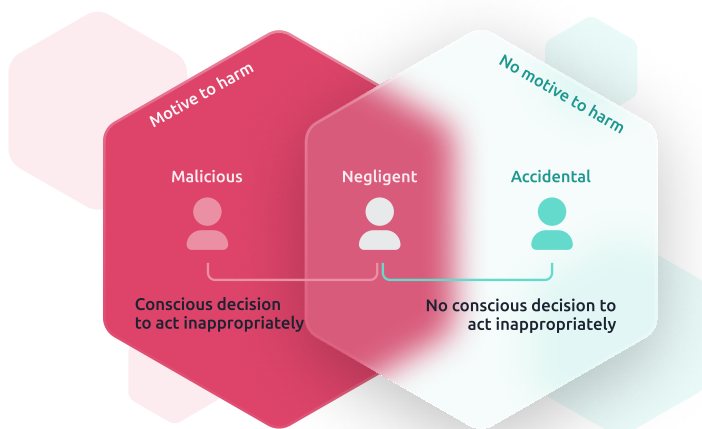 Motive to harm
No motive to harm
Malicious
Negligent
Accidental
Conscious decision
to act inappropriately
No conscious decision to
act inappropriately